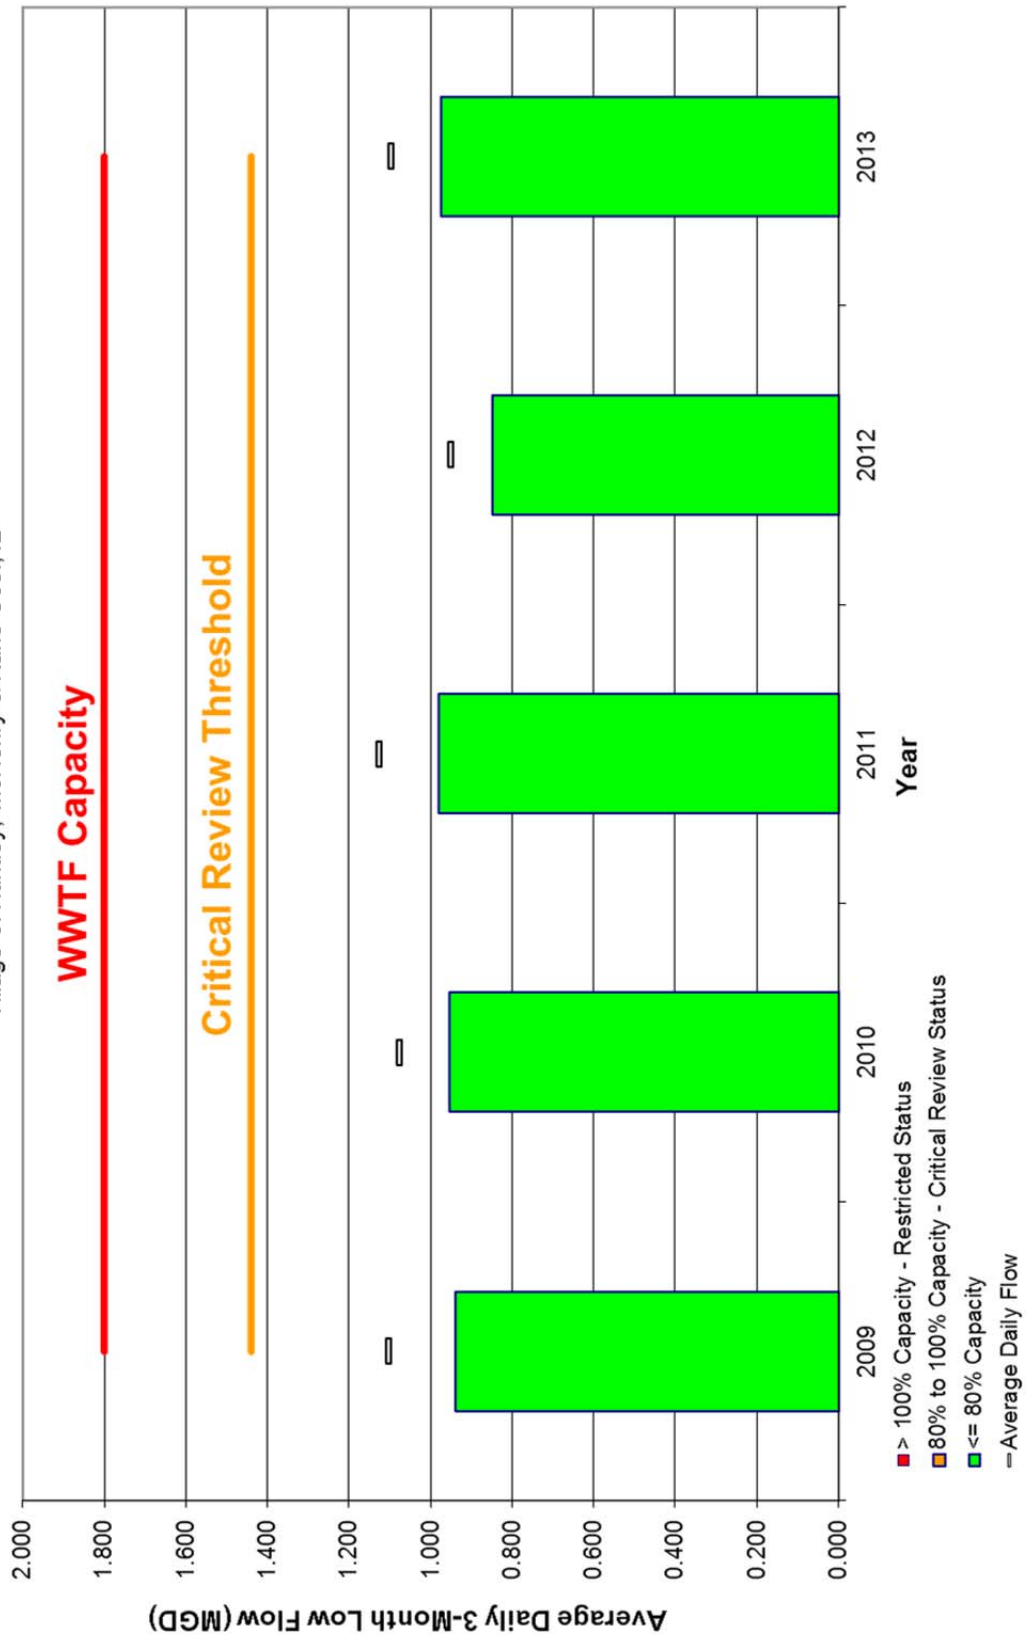 WWTF Capacity
Critical Review Threshold
Average Daily 3-Month Low Flow (MGD)
2.000
1.800
1.600
1.400
1.200
1.000
0.800
0.600
0.400
0.200
0.000
2009 2010 2011 2012 2013
Year
> 100% Capacity - Restricted Status
80% to 100% Capacity - Critical Review Status
<= 80% Capacity
Average Daily Flow